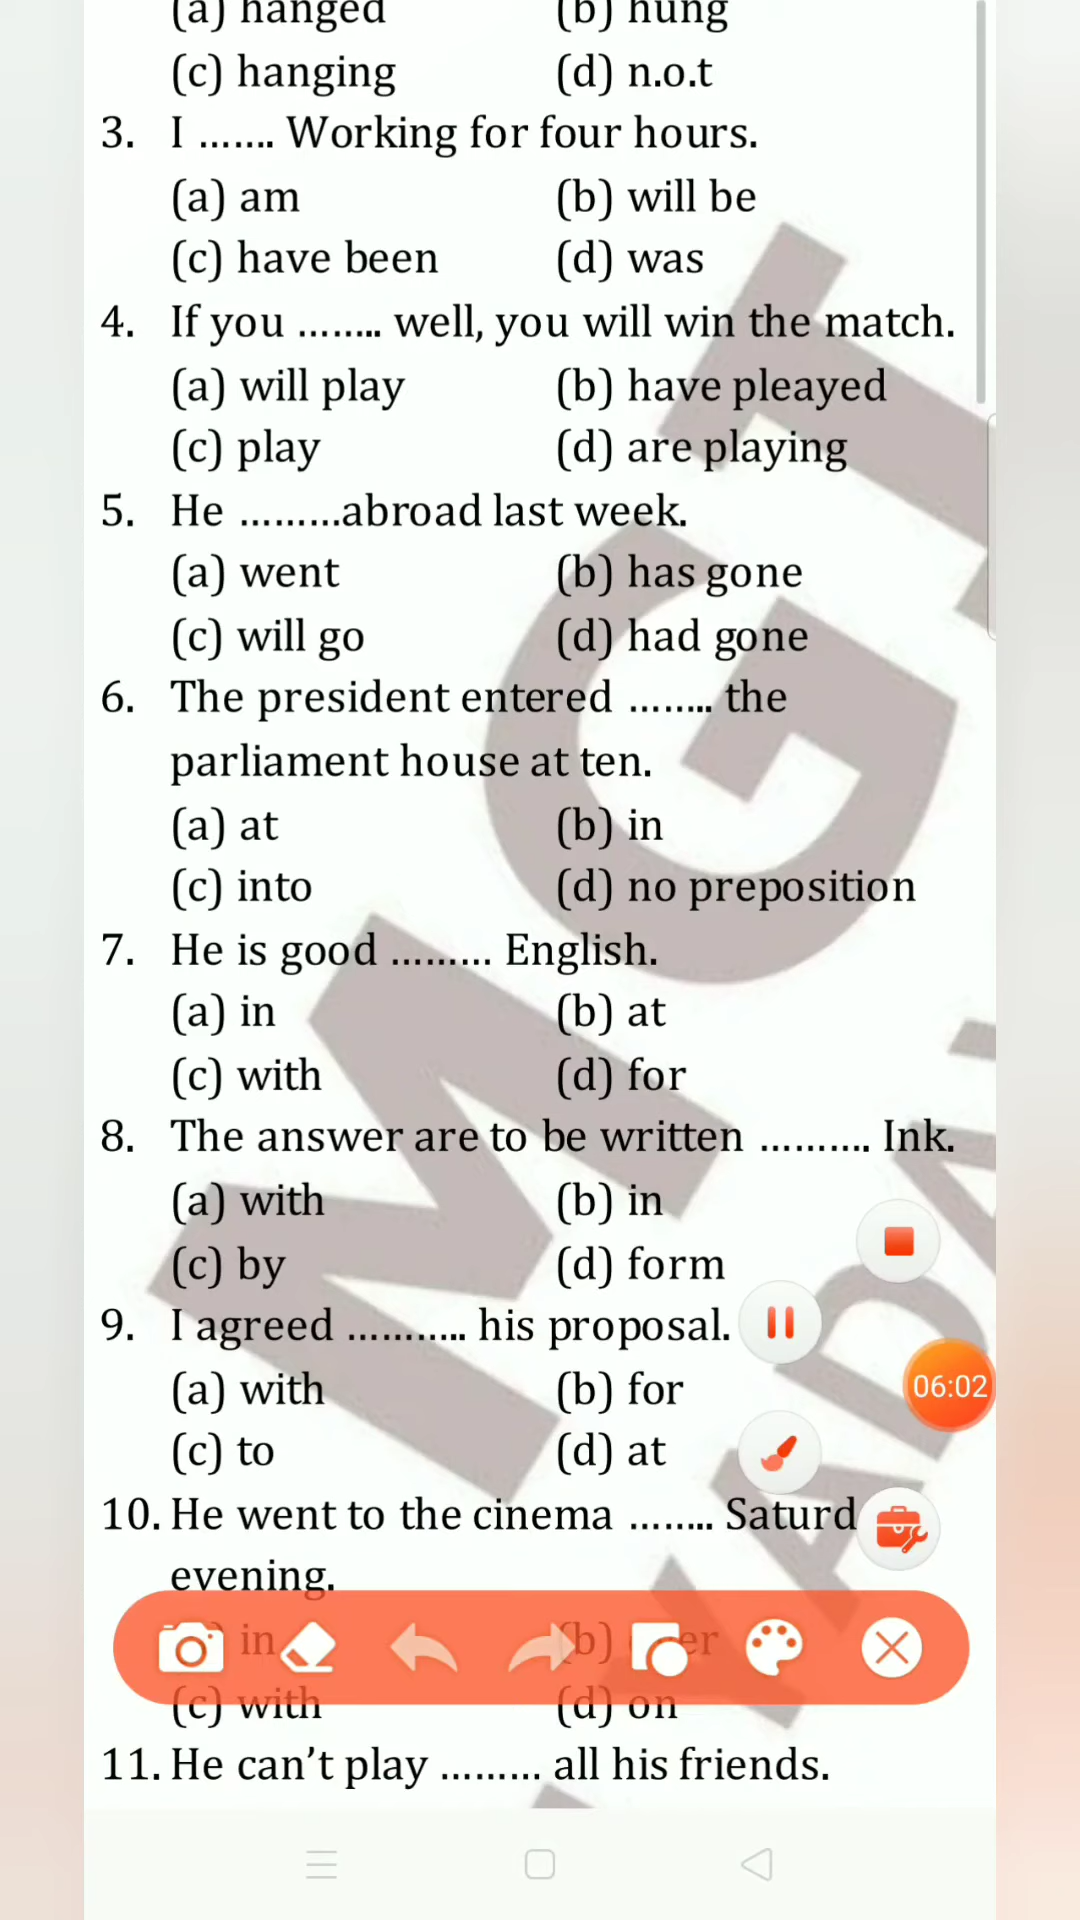 (a) hanged (b) hung
(c) hanging (d) n.o.t
3. I ....... Working for four hours.
(a) am (b) will be
(c) have been (d) was
4. If you ........ well, you will win the match.
(a) will play (b) have pleayed
(c) play (d) are playing
5. He .........abroad last week.
(a) went (b) has gone
(c) will go (d) had gone
6. The president entered ........ the
parliament house at ten.
(a) at (b) in
(c) into (d) no preposition
7. He is good ......... English.
(a) in (b) at
(c) with (d) for
8. The answer are to be written .......... Ink.
(a) with (b) in
(c) by (d) form
9. I agreed ........... his proposal.
(a) with (b) for
06:02
(c) to (d) at
10. He went to the cinema ........ Saturd
evening.
in (b)
(c) with (d) on
11. He can't play ......... all his friends.
MGT